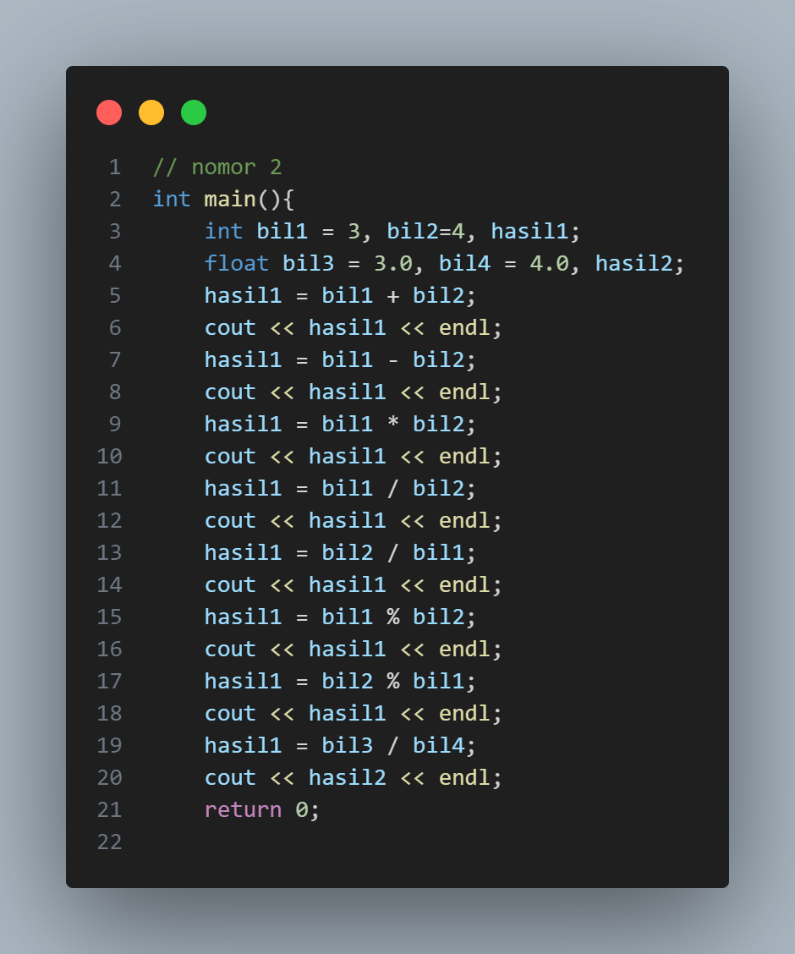 1 // nomor 2
2 int main(){
3     int bil1 = 3, bil2=4, hasil1;
4     float bil3 = 3.0, bil4 = 4.0, hasil2;
5     hasil1 = bil1 + bil2;
6     cout << hasil1 << endl;
7     hasil1 = bil1 - bil2;
8     cout << hasil1 << endl;
9     hasil1 = bil1 * bil2;
10     cout << hasil1 << endl;
11     hasil1 = bil1 / bil2;
12     cout << hasil1 << endl;
13     hasil1 = bil2 / bil1;
14     cout << hasil1 << endl;
15     hasil1 = bil1 % bil2;
16     cout << hasil1 << endl;
17     hasil1 = bil2 % bil1;
18     cout << hasil1 << endl;
19     hasil1 = bil3 / bil4;
20     cout << hasil2 << endl;
21     return 0;
22